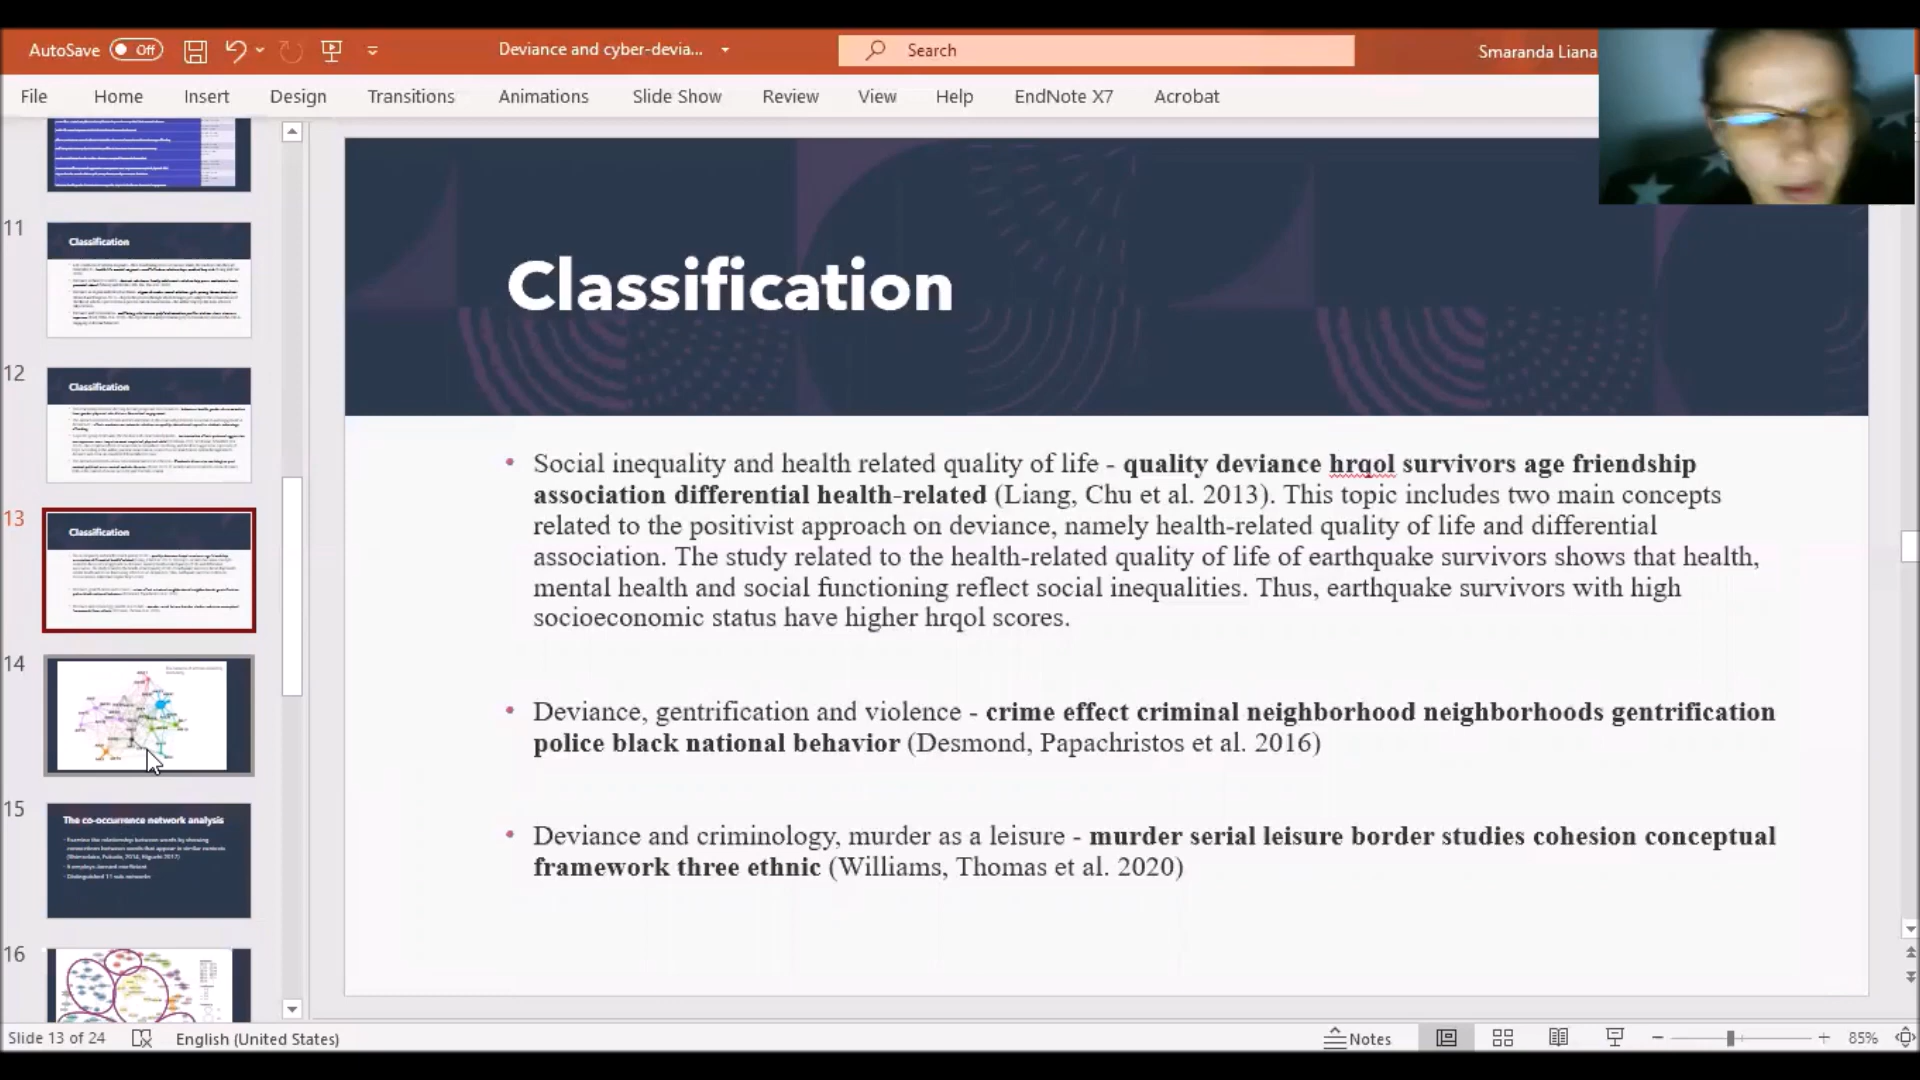 AutoSave Off Deviance and cyber-devia... Search Smaranda Liana
File Home Insert Design Transitions Animations Slide Show Review View Help EndNote X7 Acrobat
11
Classification
12
Classification
13
Classification
14
15
The co-occurrence network analysis
16
Classification
• Social inequality and health related quality of life - quality deviance hrqol survivors age friendship
association differential health-related (Liang, Chu et al. 2013). This topic includes two main concepts
related to the positivist approach on deviance, namely health-related quality of life and differential
association. The study related to the health-related quality of life of earthquake survivors shows that health,
mental health and social functioning reflect social inequalities. Thus, earthquake survivors with high
socioeconomic status have higher hrqol scores.
• Deviance, gentrification and violence - crime effect criminal neighborhood neighborhoods gentrification
police black national behavior (Desmond, Papachristos et al. 2016)
• Deviance and criminology, murder as a leisure - murder serial leisure border studies cohesion conceptual
framework three ethnic (Williams, Thomas et al. 2020)
Slide 13 of 24 English (United States) Notes 85%